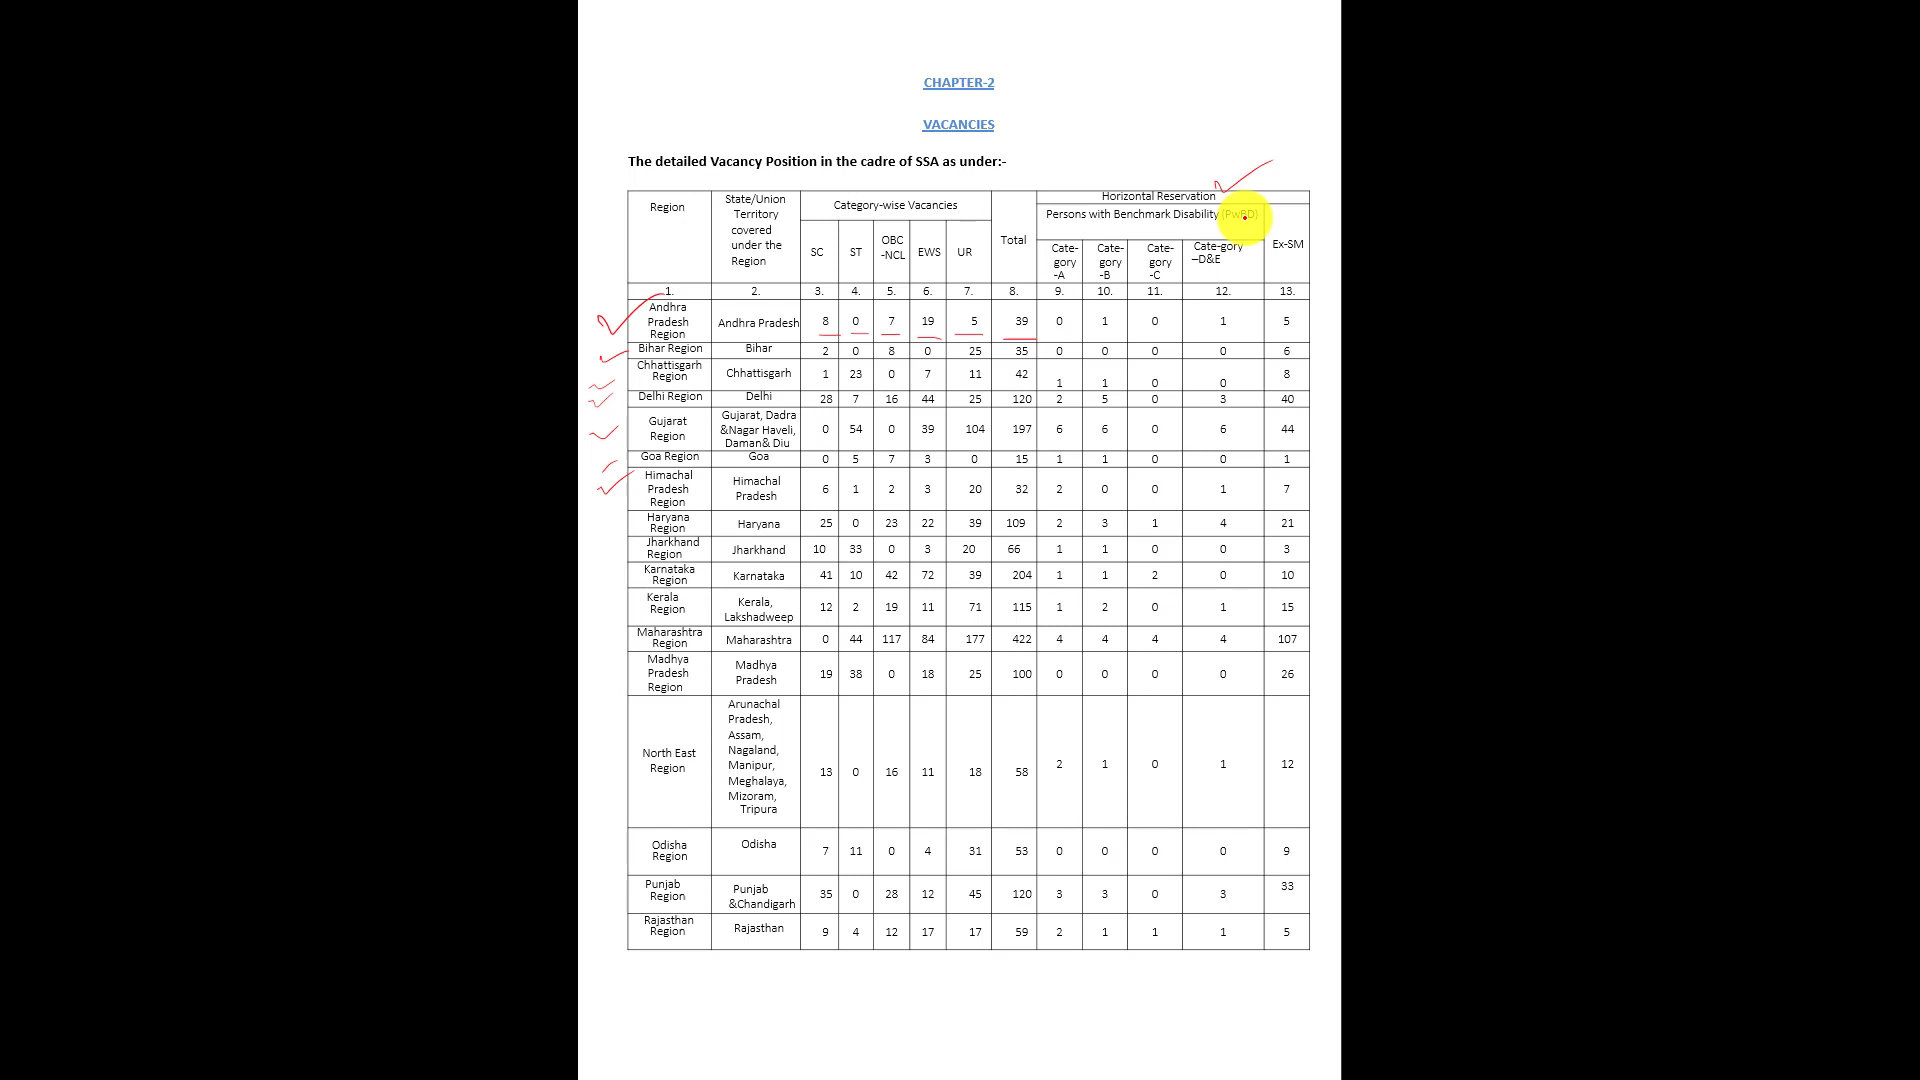 CHAPTER-2
VACANCIES
The detailed Vacancy Position in the cadre of SSA as under:-
Region State/Union Territory covered under the Region Category-wise Vacancies Total Horizontal Reservation
Persons with Benchmark Disability (PwBD) Ex-SM
SC ST OBC -NCL EWS UR Cate- gory -A Cate- gory -B Cate- gory -C Cate-gory –D&E
1. 2. 3. 4. 5. 6. 7. 8. 9. 10. 11. 12. 13.
Andhra Pradesh Region Andhra Pradesh 8 0 7 19 5 39 0 1 0 1 5
Bihar Region Bihar 2 0 8 0 25 35 0 0 0 0 6
Chhattisgarh Region Chhattisgarh 1 23 0 7 11 42 1 1 0 0 8
Delhi Region Delhi 28 7 16 44 25 120 2 5 0 3 40
Gujarat Region Gujarat, Dadra &Nagar Haveli, Daman& Diu 0 54 0 39 104 197 6 6 0 6 44
Goa Region Goa 0 5 7 3 0 15 1 1 0 0 1
Himachal Pradesh Region Himachal Pradesh 6 1 2 3 20 32 2 0 0 1 7
Haryana Region Haryana 25 0 23 22 39 109 2 3 1 4 21
Jharkhand Region Jharkhand 10 33 0 3 20 66 1 1 0 0 3
Karnataka Region Karnataka 41 10 42 72 39 204 1 1 2 0 10
Kerala Region Kerala, Lakshadweep 12 2 19 11 71 115 1 2 0 1 15
Maharashtra Region Maharashtra 0 44 117 84 177 422 4 4 4 4 107
Madhya Pradesh Region Madhya Pradesh 19 38 0 18 25 100 0 0 0 0 26
North East Region Arunachal Pradesh, Assam, Nagaland, Manipur, Meghalaya, Mizoram, Tripura 13 0 16 11 18 58 2 1 0 1 12
Odisha Region Odisha 7 11 0 4 31 53 0 0 0 0 9
Punjab Region Punjab &Chandigarh 35 0 28 12 45 120 3 3 0 3 33
Rajasthan Region Rajasthan 9 4 12 17 17 59 2 1 1 1 5